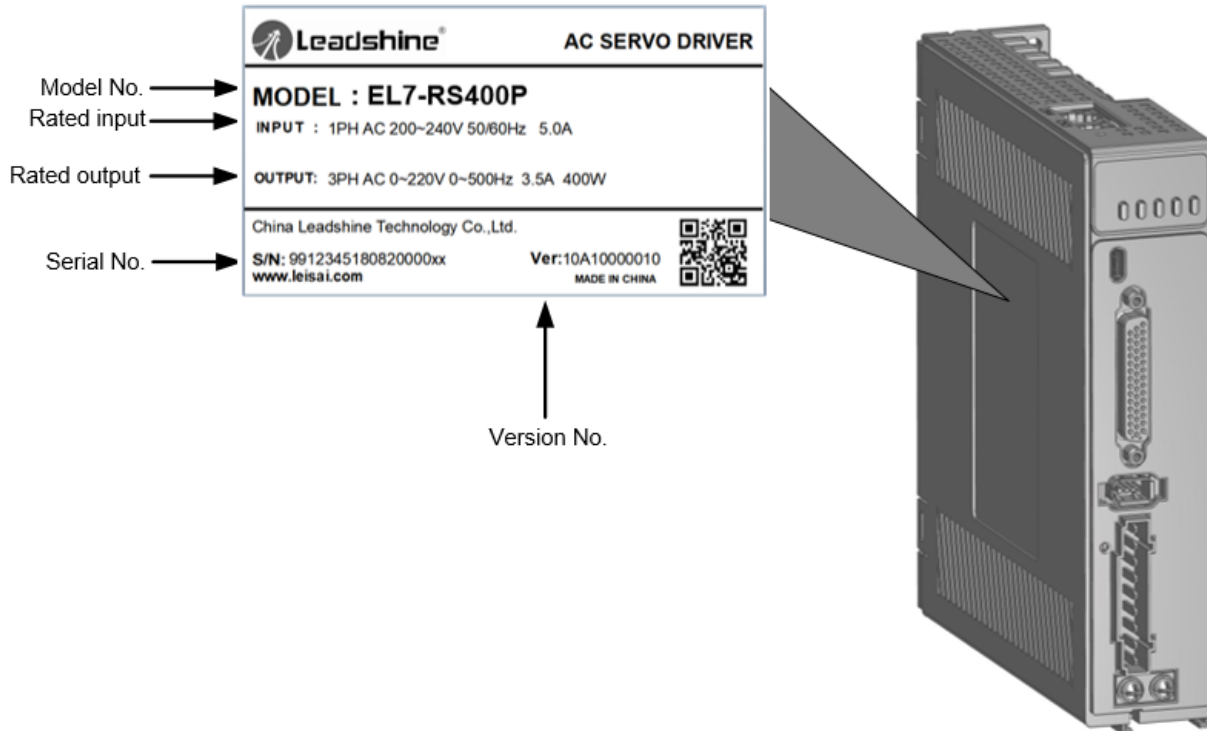 Leadshine®
AC SERVO DRIVER
Model No.
MODEL : EL7-RS400P
Rated input
INPUT : 1PH AC 200~240V 50/60Hz 5.0A
Rated output
OUTPUT: 3PH AC 0~220V 0~500Hz 3.5A 400W
China Leadshine Technology Co.,Ltd.
Serial No.
S/N: 9912345180820000xx
Ver:10A10000010
www.leisai.com
MADE IN CHINA
Version No.